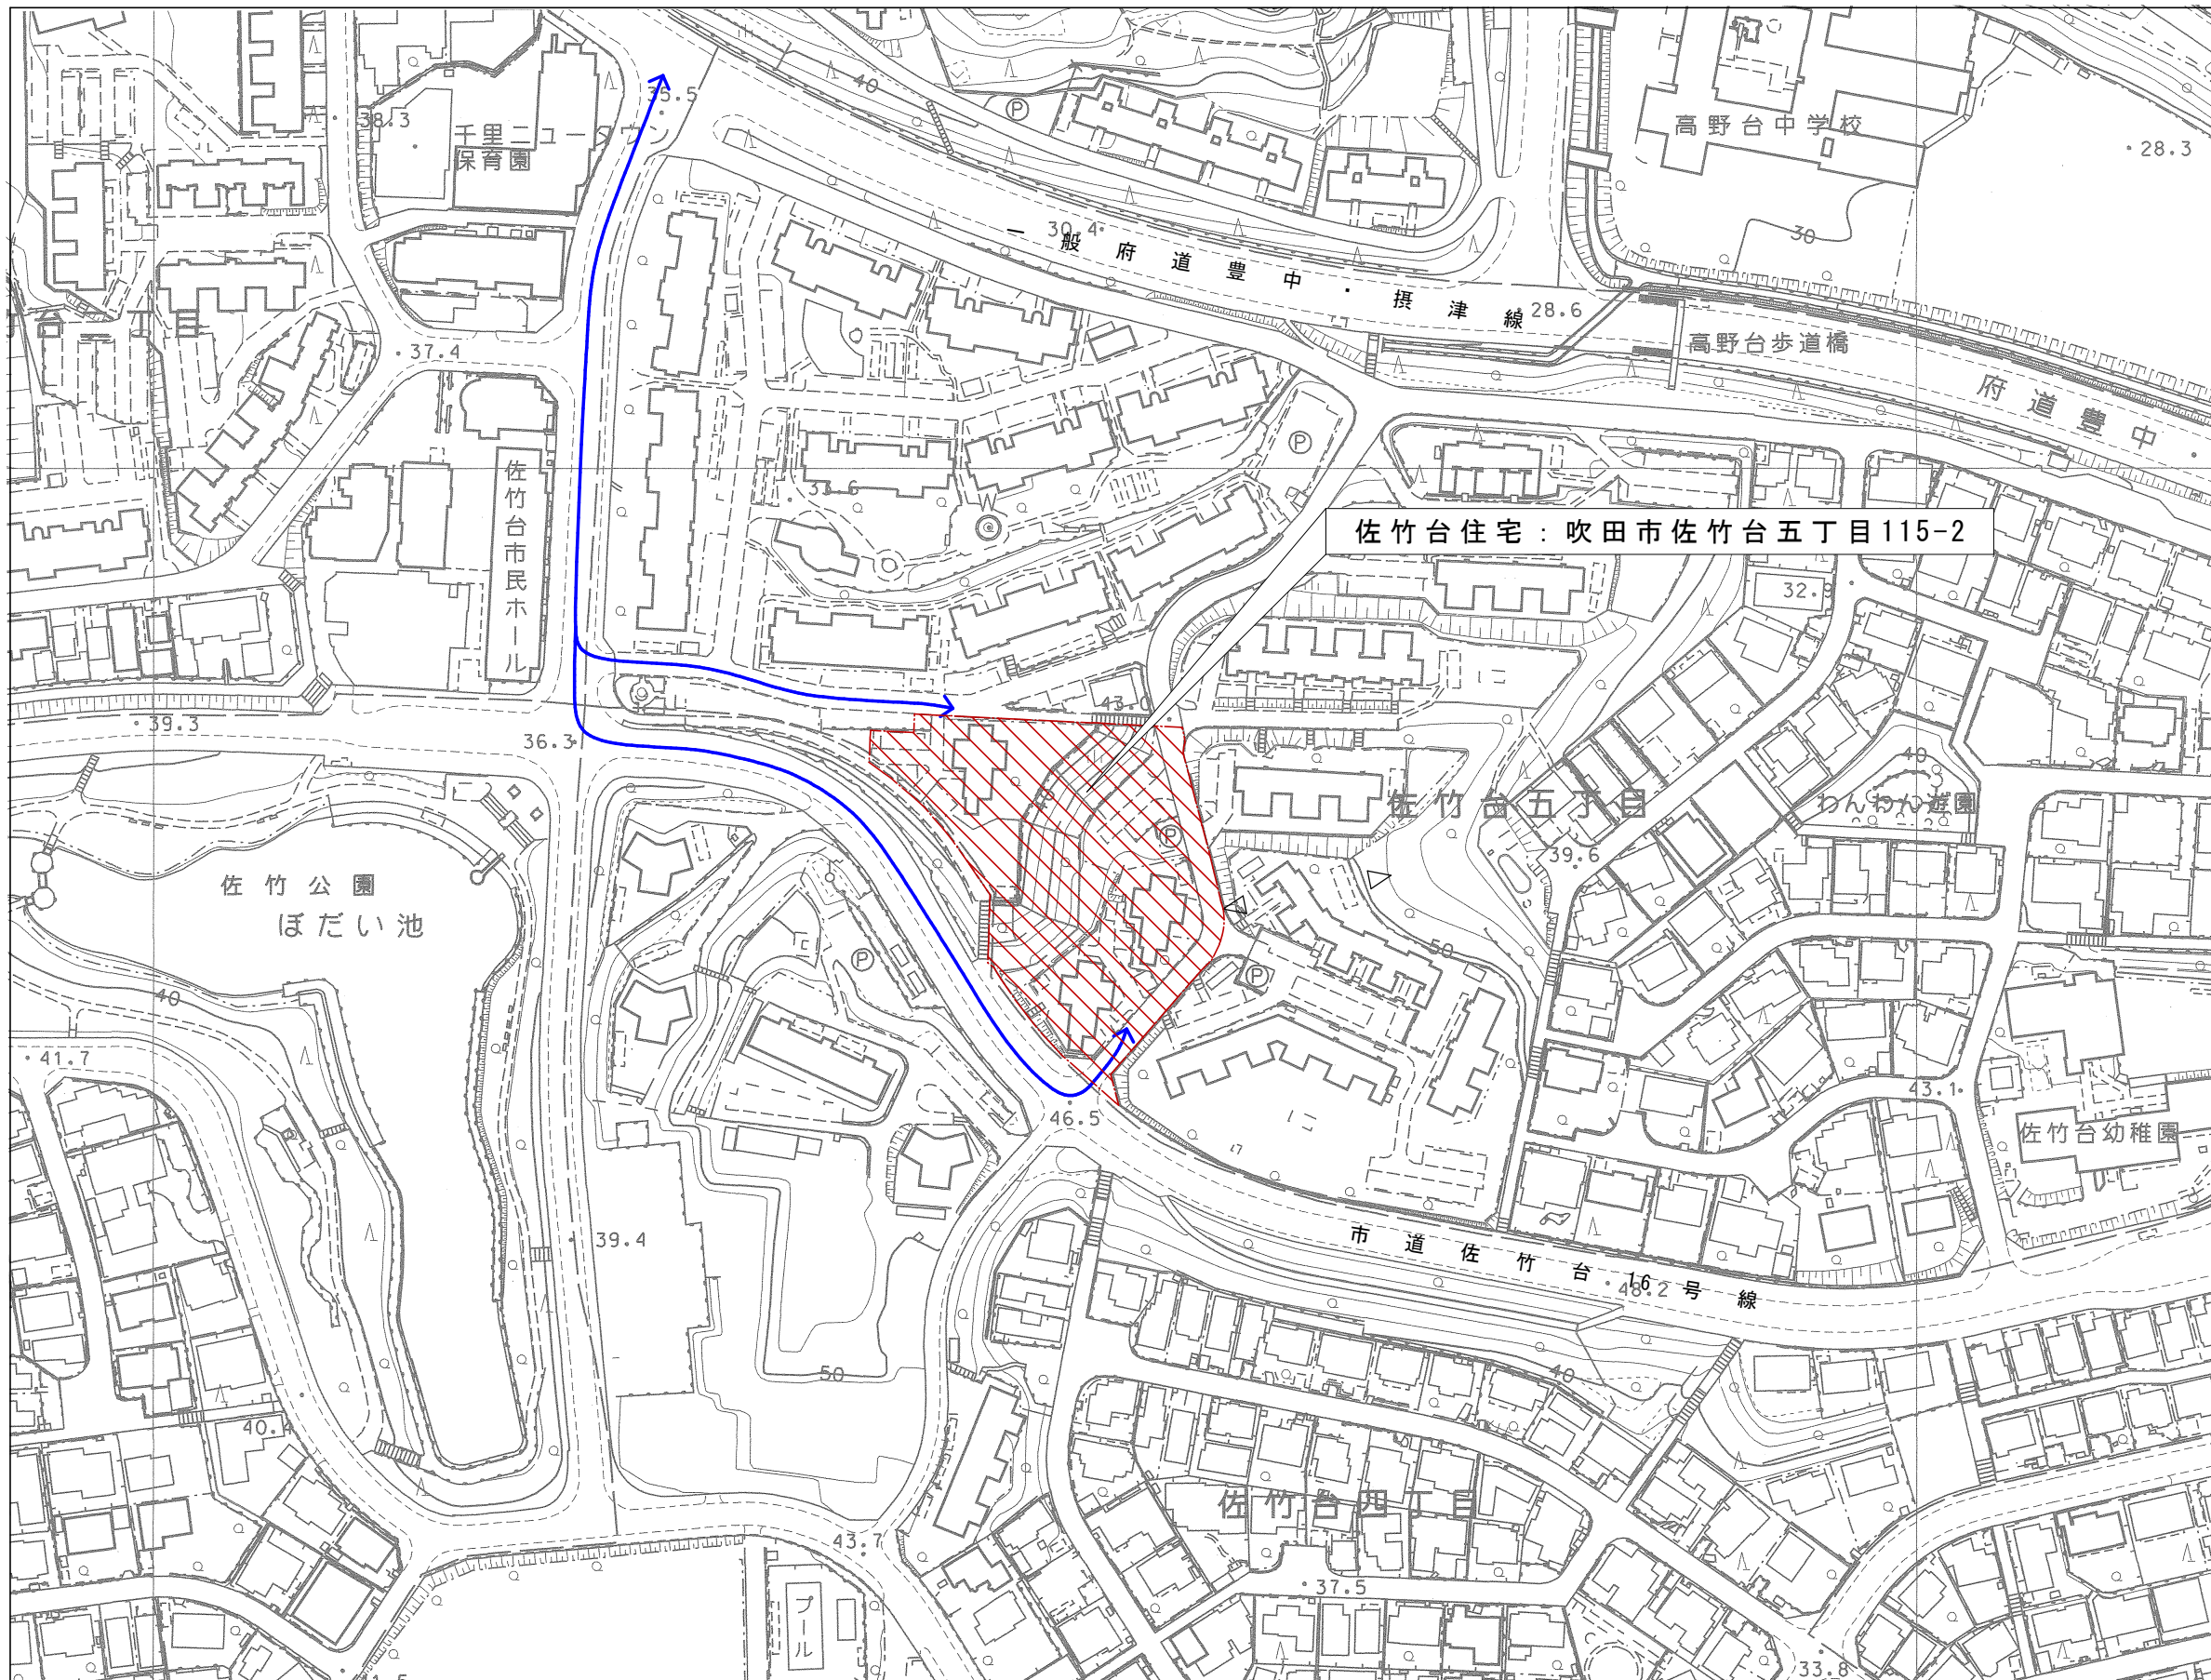 35.5
40
38.3
千里ニュータウン
保育園
高野台中学校
28.3
P
30.4
30
一般府道豊中・摂津線
28.6
高野台歩道橋
府道豊中
台丁目
37.4
P
佐竹台市民ホール
33.6
W
佐竹台住宅：吹田市佐竹台五丁目115-2
32.9
39.3
36.3
43.0
40
佐竹台五丁目
わんわん遊園
P
39.6
佐竹公園
ぼだい池
P
P
50
40
41.7
46.5
43.1
佐竹台幼稚園
39.4
市道佐竹台16号線
48.2
50
40
40.4
佐竹台四丁目
43.7
37.5
プール
33.8